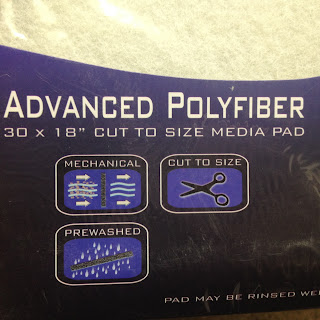 ADVANCED POLYFIBER
30 x 18" CUT TO SIZE MEDIA PAD
MECHANICAL
CUT TO SIZE
PREWASHED
PAD MAY BE RINSED